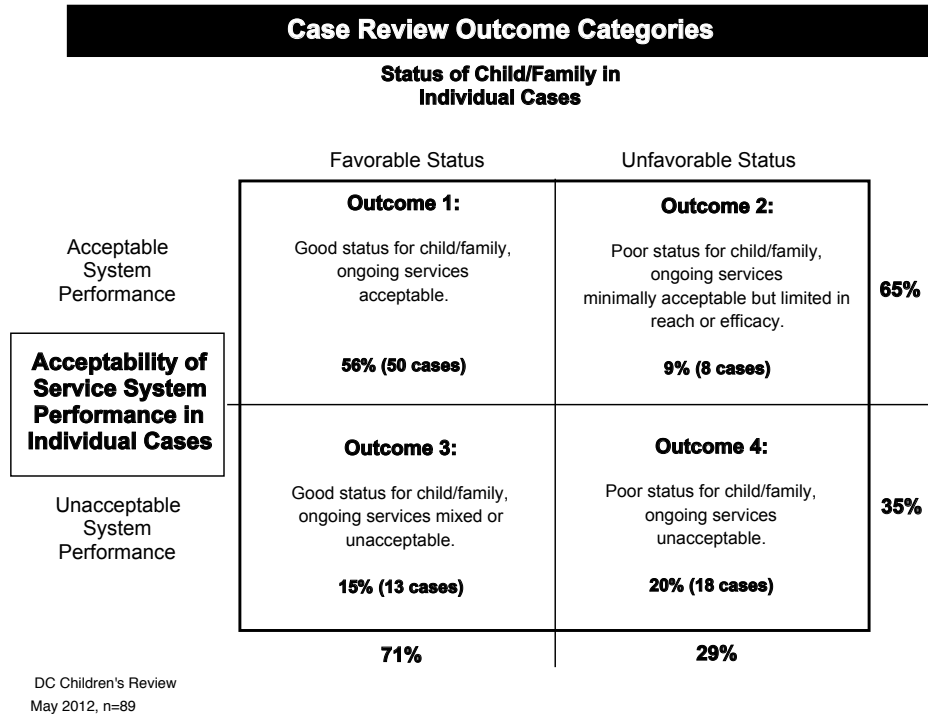 Case Review Outcome Categories
Status of Child/Family in
Individual Cases
Favorable Status
Unfavorable Status
Acceptable
System
Performance
Outcome 1:
Good status for child/family,
ongoing services
acceptable.
56% (50 cases)
Outcome 2:
Poor status for child/family,
ongoing services
minimally acceptable but limited in
reach or efficacy.
9% (8 cases)
65%
Acceptability of
Service System
Performance in
Individual Cases
Unacceptable
System
Performance
Outcome 3:
Good status for child/family,
ongoing services mixed or
unacceptable.
15% (13 cases)
Outcome 4:
Poor status for child/family,
ongoing services
unacceptable.
20% (18 cases)
35%
71%
29%
DC Children's Review
May 2012, n=89